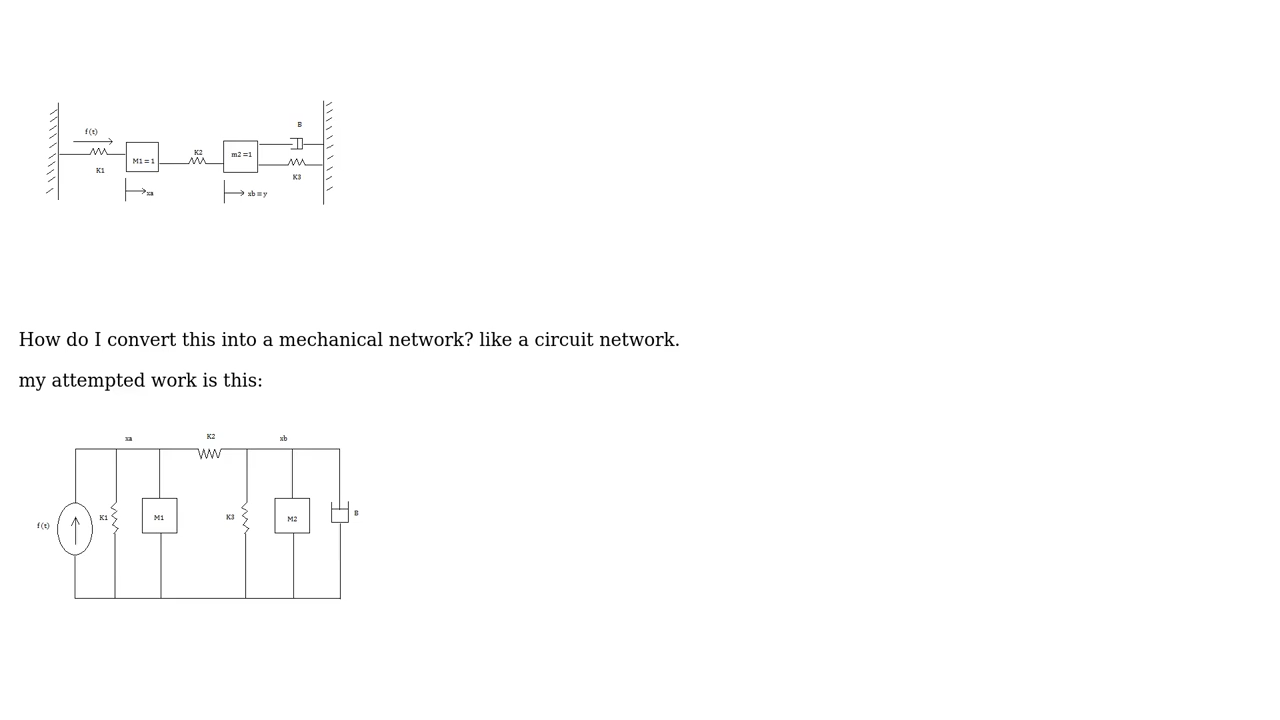 B
f(t)
K2
M1 = 1
m2 =1
K1
K3
xa
xb = y
How do I convert this into a mechanical network? like a circuit network.
my attempted work is this:
xa
K2
xb
f(t)
K1
M1
K3
M2
B